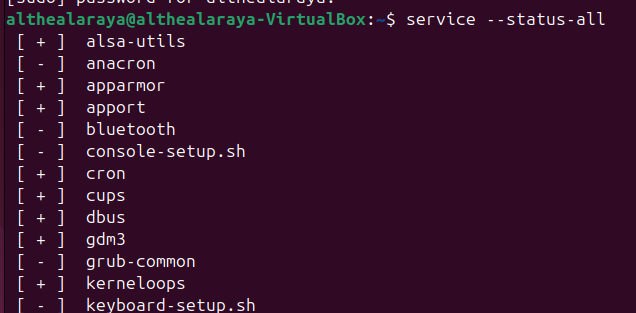 [sudo] password for althealaraya:
althealaraya@althealaraya-VirtualBox:~$ service --status-all
[ + ] alsa-utils
[ - ] anacron
[ + ] apparmor
[ + ] apport
[ - ] bluetooth
[ - ] console-setup.sh
[ + ] cron
[ + ] cups
[ + ] dbus
[ + ] gdm3
[ - ] grub-common
[ + ] kerneloops
[ - ] keyboard-setup.sh